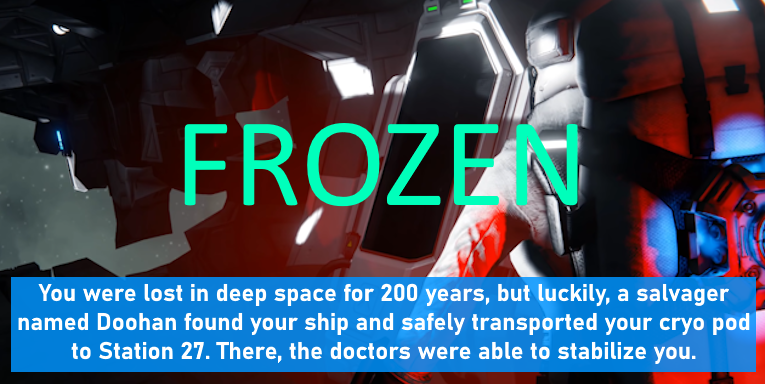 FROZEN
You were lost in deep space for 200 years, but luckily, a salvager
named Doohan found your ship and safely transported your cryo pod
to Station 27. There, the doctors were able to stabilize you.